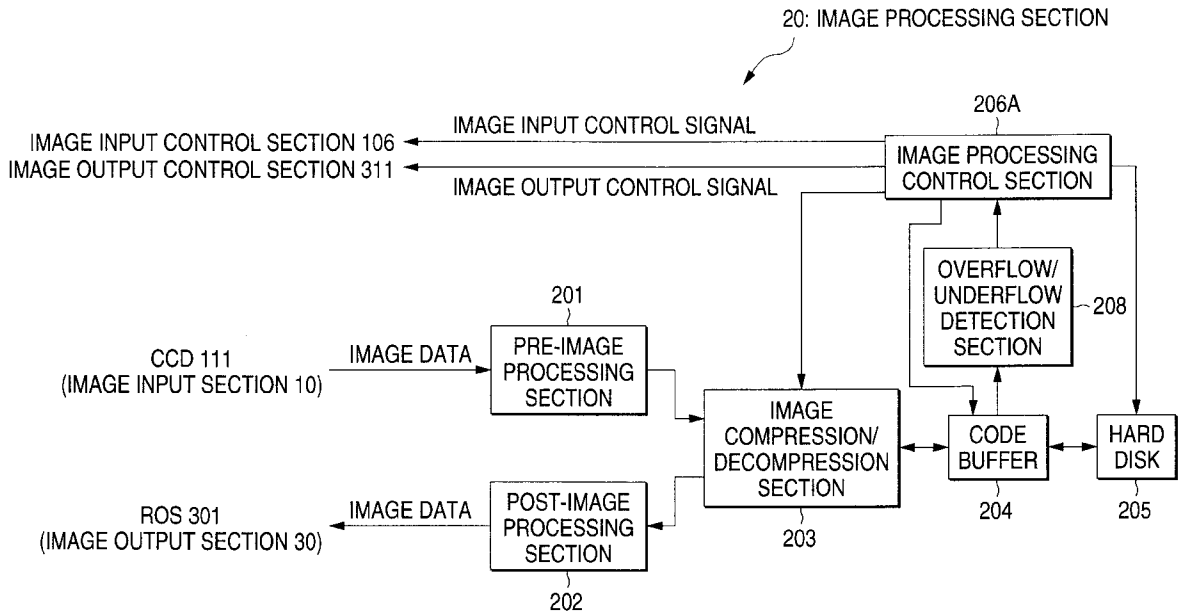 20: IMAGE PROCESSING SECTION
206A
IMAGE INPUT CONTROL SIGNAL
IMAGE INPUT CONTROL SECTION 106
IMAGE OUTPUT CONTROL SECTION 311
IMAGE OUTPUT CONTROL SIGNAL
IMAGE PROCESSING
CONTROL SECTION
OVERFLOW/
UNDERFLOW
DETECTION
SECTION
208
201
CCD 111
(IMAGE INPUT SECTION 10)
IMAGE DATA
PRE-IMAGE
PROCESSING
SECTION
IMAGE
COMPRESSION/
DECOMPRESSION
SECTION
203
CODE
BUFFER
204
HARD
DISK
205
ROS 301
(IMAGE OUTPUT SECTION 30)
IMAGE DATA
POST-IMAGE
PROCESSING
SECTION
202